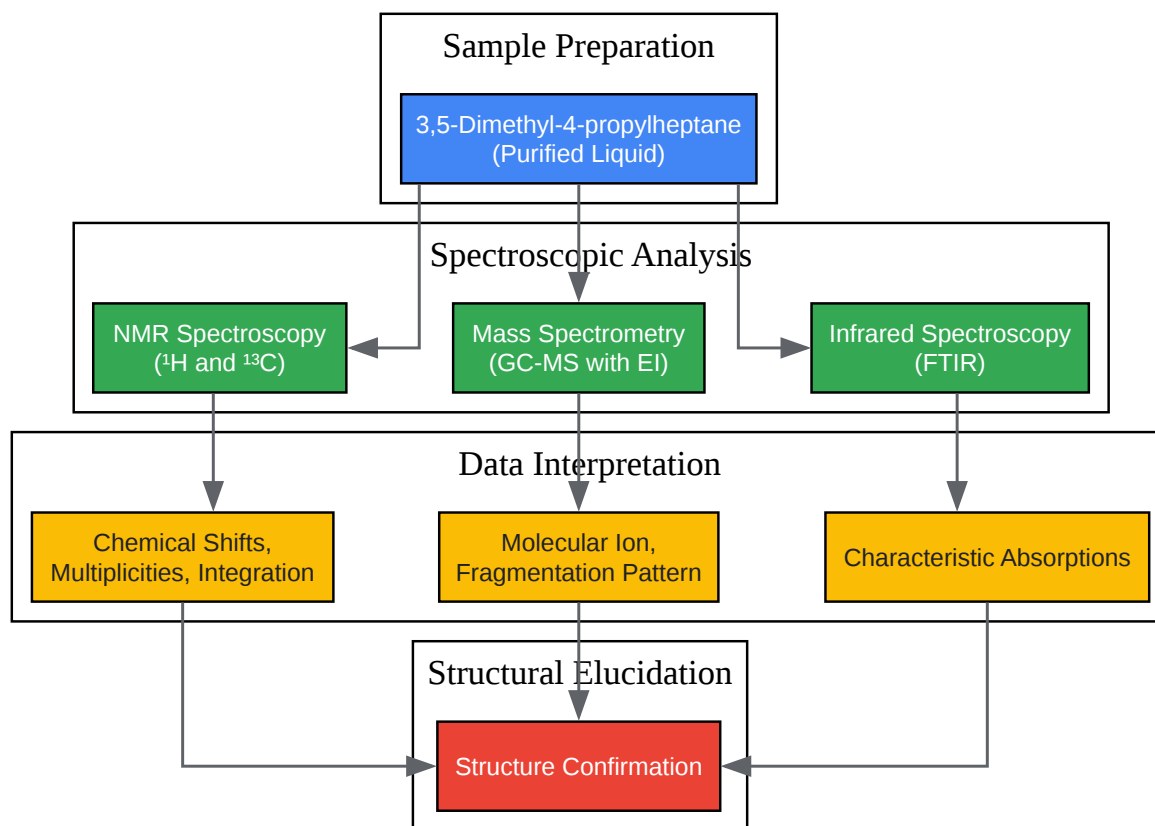 Sample Preparation
3,5-Dimethyl-4-propylheptane
(Purified Liquid)
Spectroscopic Analysis
NMR Spectroscopy
(¹H and ¹³C)
Mass Spectrometry
(GC-MS with EI)
Infrared Spectroscopy
(FTIR)
Data Interpretation
Chemical Shifts,
Multiplicities, Integration
Molecular Ion,
Fragmentation Pattern
Characteristic Absorptions
Structural Elucidation
Structure Confirmation